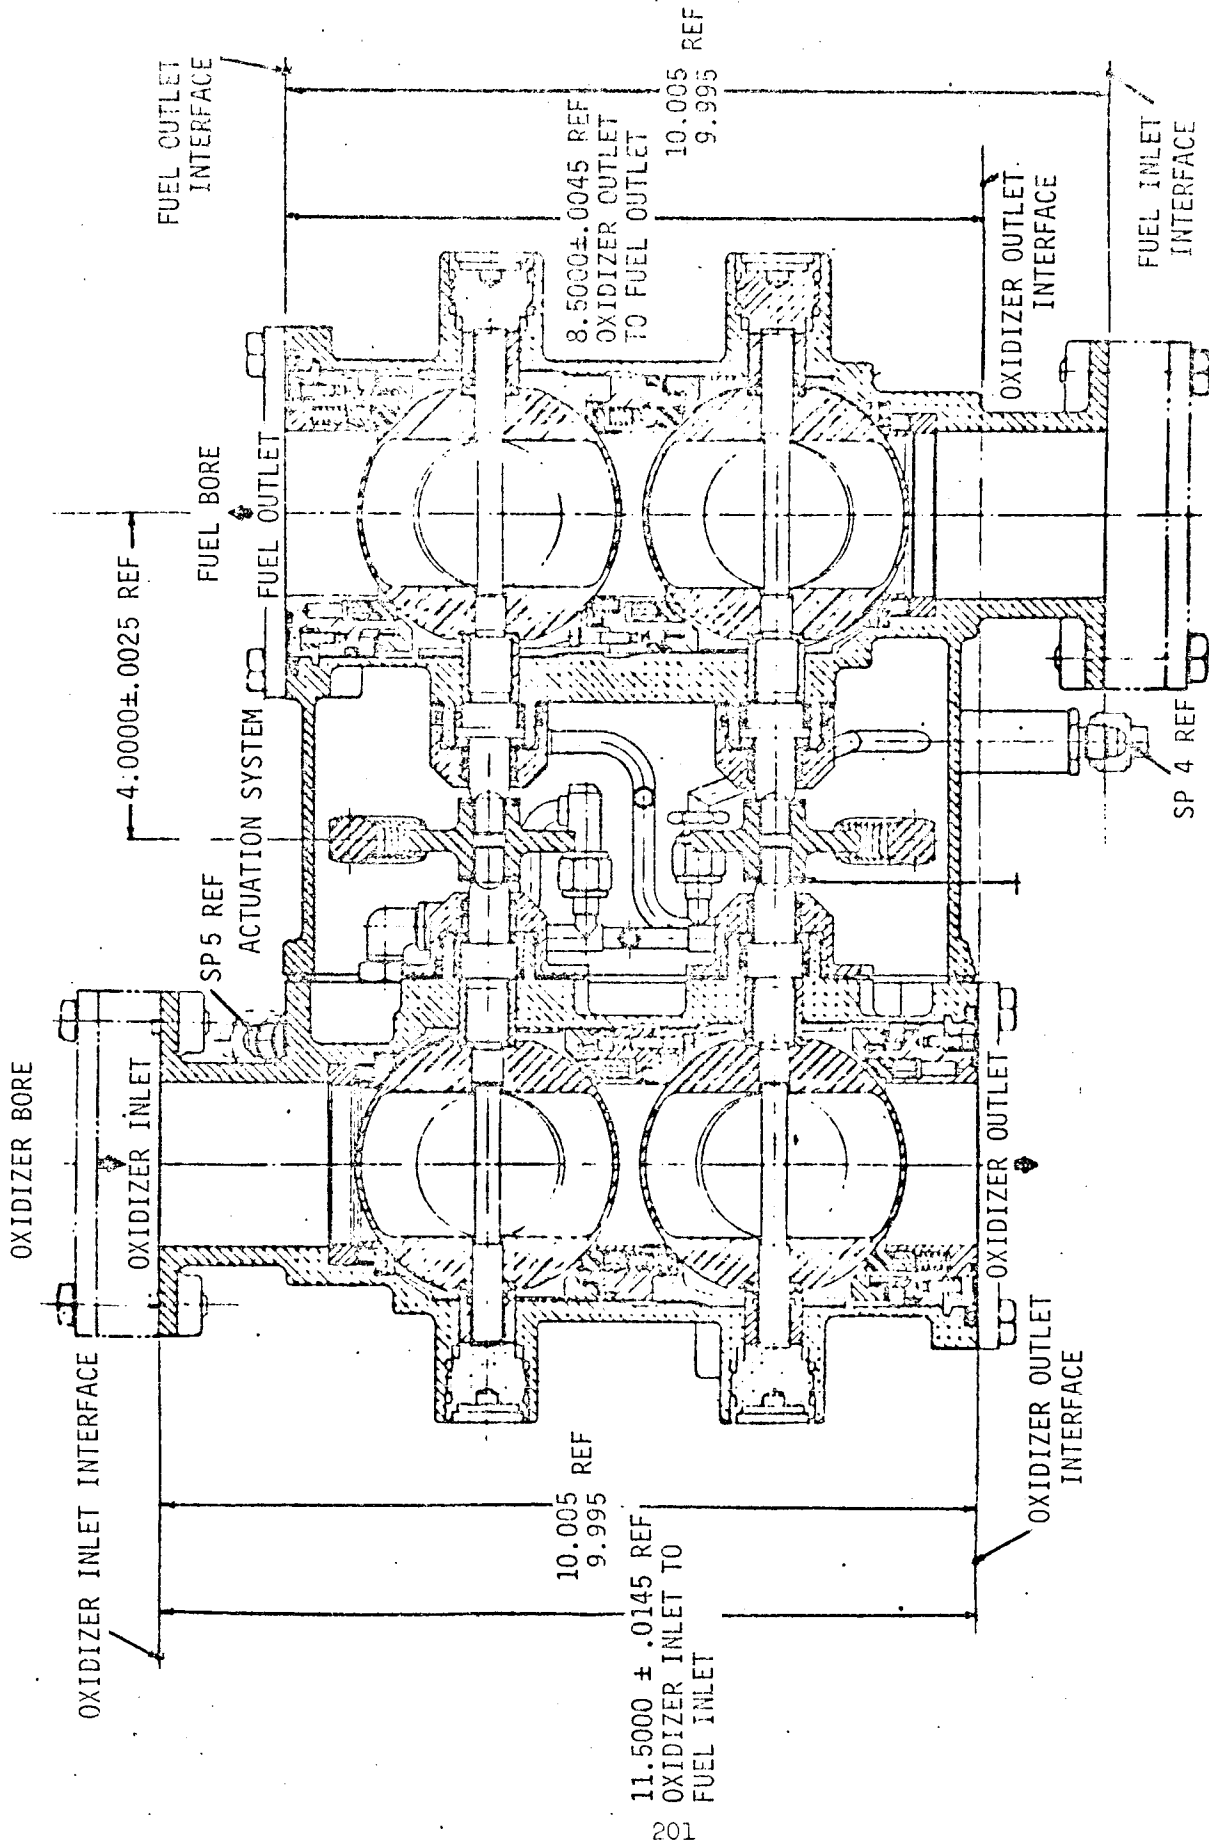 OXIDIZER BORE
OXIDIZER INLET
OXIDIZER INLET INTERFACE
SP5 REF
ACTUATION SYSTEM
4.0000±.0025 REF
FUEL BORE
FUEL OUTLET
FUEL OUTLET
INTERFACE
8.5000±.0045 REF
OXIDIZER OUTLET
TO FUEL OUTLET
10.005 REF
9.995
OXIDIZER OUTLET
INTERFACE
FUEL INLET
INTERFACE
SP 4 REF
OXIDIZER OUTLET
OXIDIZER OUTLET
INTERFACE
10.005 REF
9.995
11.5000 ± .0145 REF
OXIDIZER INLET TO
FUEL INLET
201